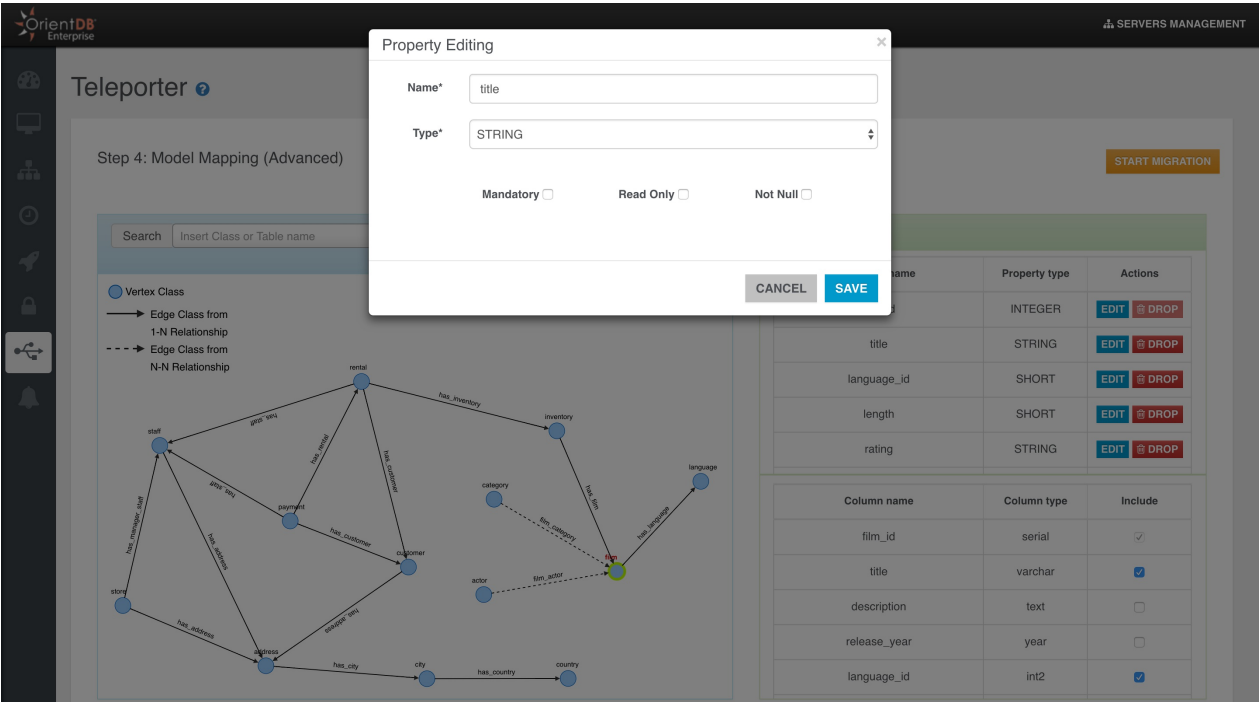 OrientDB
Enterprise
SERVERS MANAGEMENT
Teleporter
Property Editing
×
Name*
title
Type*
STRING
Mandatory
Read Only
Not Null
CANCEL
SAVE
Step 4: Model Mapping (Advanced)
START MIGRATION
Search
Insert Class or Table name
Vertex Class
Edge Class from
1-N Relationship
Edge Class from
N-N Relationship
rental
has_inventory
inventory
has_staff
staff
has_rental
has_customer
has_film
language
category
has_staff
payment
has_manager_staff
has_address
has_customer
customer
film_category
has_language
film
actor
film_actor
store
has_address
has_address
address
has_city
city
has_country
country
name Property type Actions
INTEGER EDIT DROP
title STRING EDIT DROP
language_id SHORT EDIT DROP
length SHORT EDIT DROP
rating STRING EDIT DROP
Column name Column type Include
film_id serial
title varchar
description text
release_year year
language_id int2